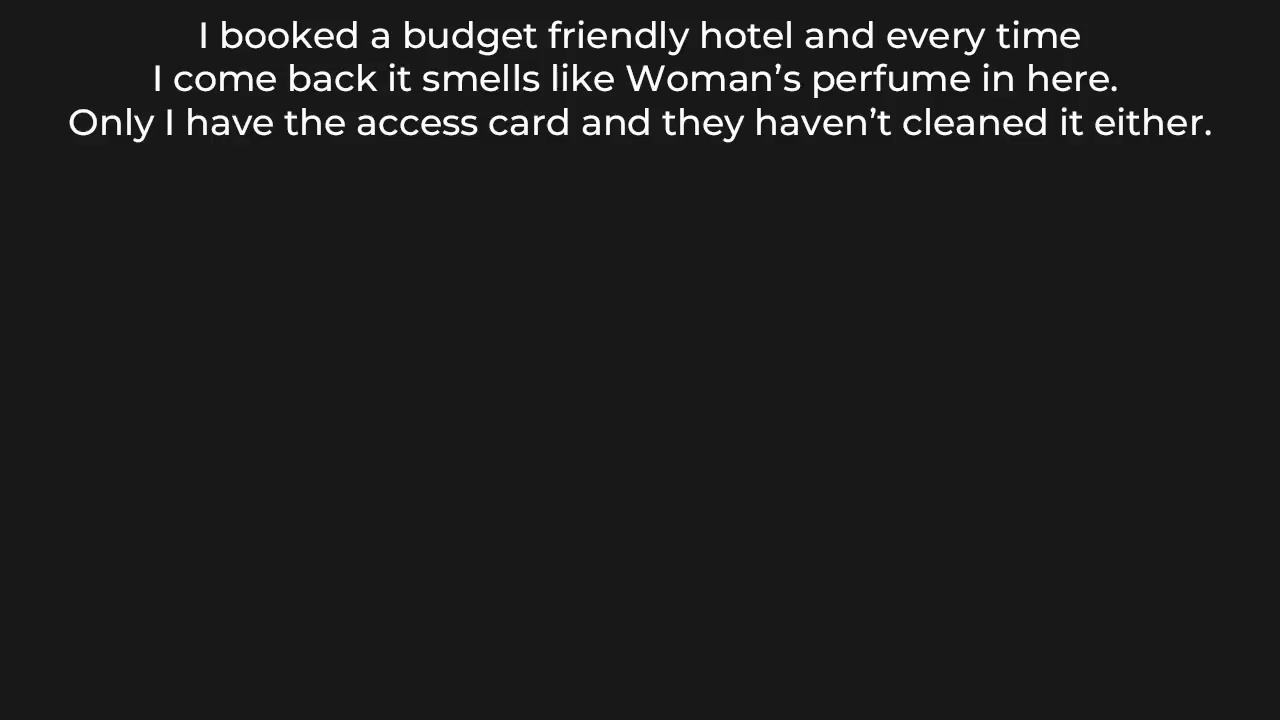 I booked a budget friendly hotel and every time
I come back it smells like Woman’s perfume in here.
Only I have the access card and they haven’t cleaned it either.